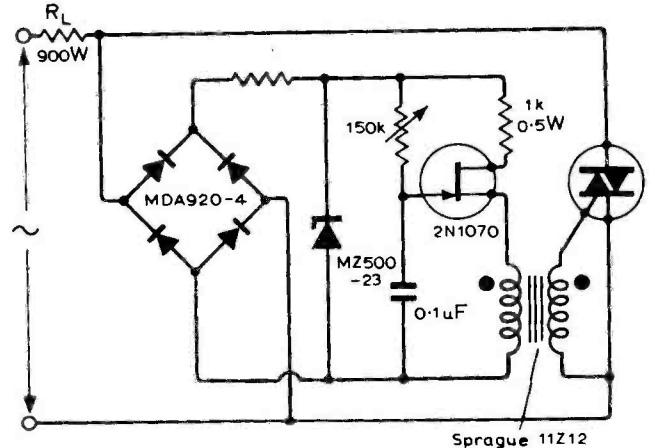 RL
900W
150k
1k
0·5W
MDA920-4
2N1070
MZ500
-23
0·1uF
Sprague 11Z12